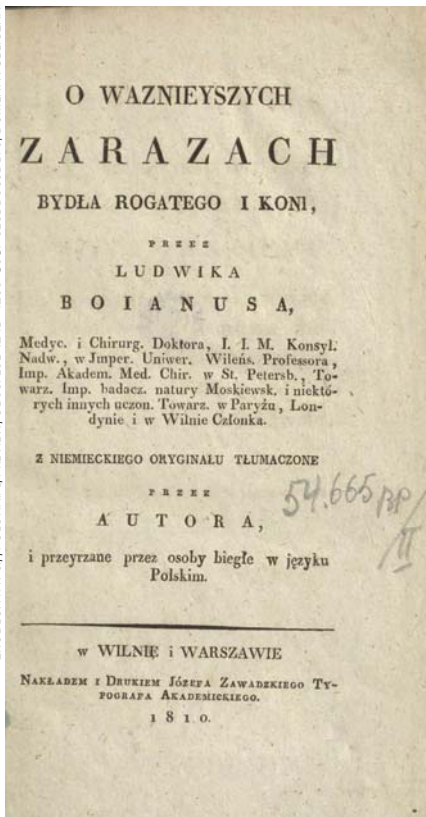 O WAZNIEYSZYCH
ZARAZACH
BYDŁA ROGATEGO I KONI,
PRZEZ
LUDWIKA
BOIANUSA,
Medyc. i Chirurg. Doktora, I. I. M. Konsyl.
Nadw., w Jmper. Uniwer. Wileńs. Professora,
Imp. Akadem. Med. Chir. w St. Petersb., To-
warz. Imp. badacz. natury Moskiewsk. i niektó-
rych innych uczon. Towarz. w Paryżu, Lon-
dynie i w Wilnie Członka.
Z NIEMIECKIEGO ORYGINAŁU TŁUMACZONE
PRZEZ
AUTORA,
54.665 BP/
II
i przeyrzane przez osoby biegłe w języku
Polskim.
w WILNIE i WARSZAWIE
NAKŁADEM I DRUKIEM JÓZEFA ZAWADZKIEGO TY-
POGRAFA AKADEMICKIEGO.
1810.